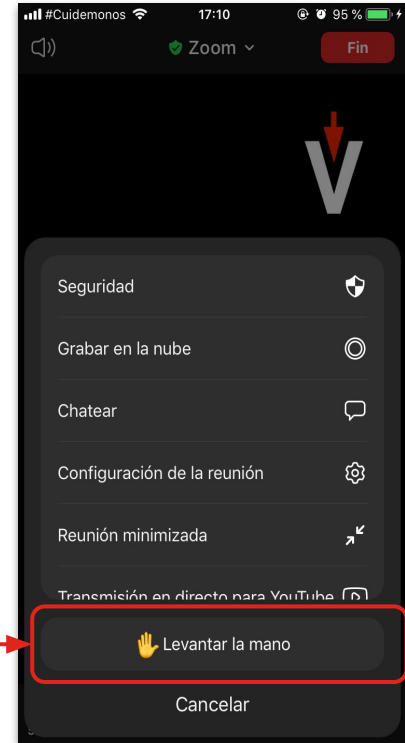 #Cuidemonos 17:10 95 %
Zoom Fin
V
Seguridad
Grabar en la nube
Chatear
Configuración de la reunión
Reunión minimizada
Transmisión en directo para YouTube
Levantar la mano
Cancelar